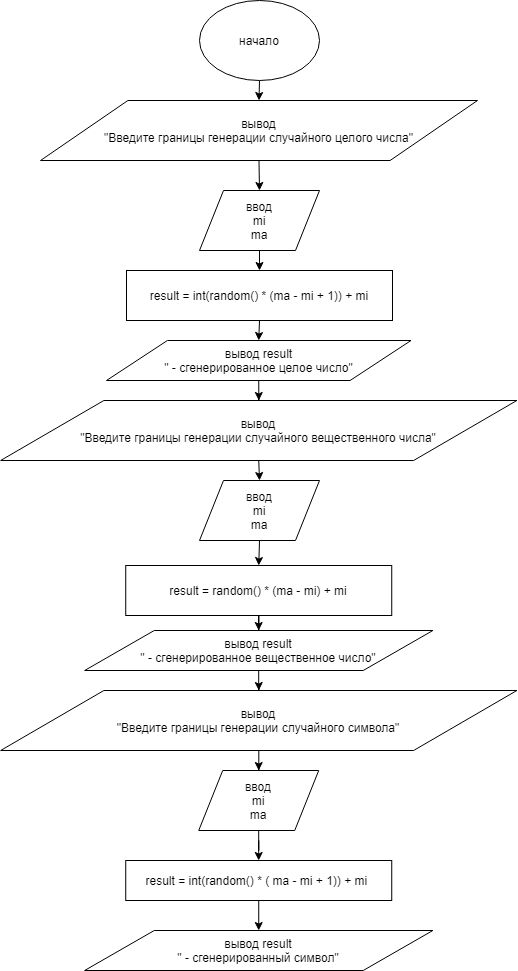 начало
вывод
"Введите границы генерации случайного целого числа"
ввод
mi
ma
result = int(random() * (ma - mi + 1)) + mi
вывод result
" - сгенерированное целое число"
вывод
"Введите границы генерации случайного вещественного числа"
ввод
mi
ma
result = random() * (ma - mi) + mi
вывод result
" - сгенерированное вещественное число"
вывод
"Введите границы генерации случайного символа"
ввод
mi
ma
result = int(random() * ( ma - mi + 1)) + mi
вывод result
" - сгенерированный символ"